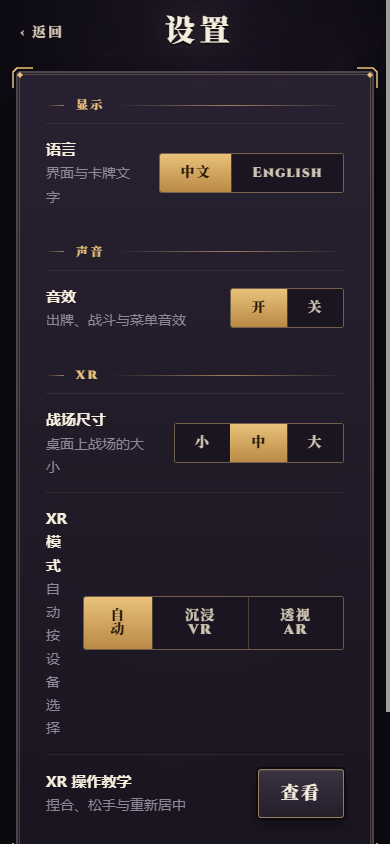 ‹ 返回
设置
显示
语言
界面与卡牌文
字
中文
ENGLISH
声音
音效
出牌、战斗与菜单音效
开
关
XR
战场尺寸
桌面上战场的大
小
小
中
大
XR
模
式
自
动
按
设
备
选
择
自
动
沉浸
VR
透视
AR
XR 操作教学
捏合、松手与重新居中
查看